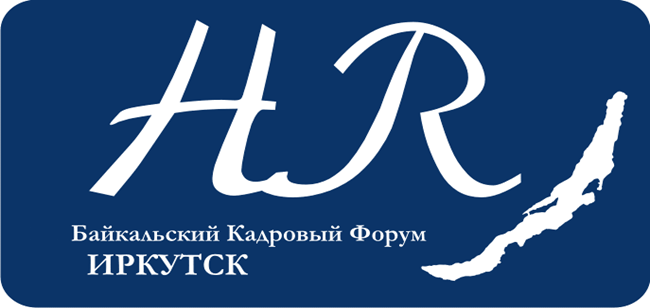 HR
Байкальский Кадровый Форум
ИРКУТСК